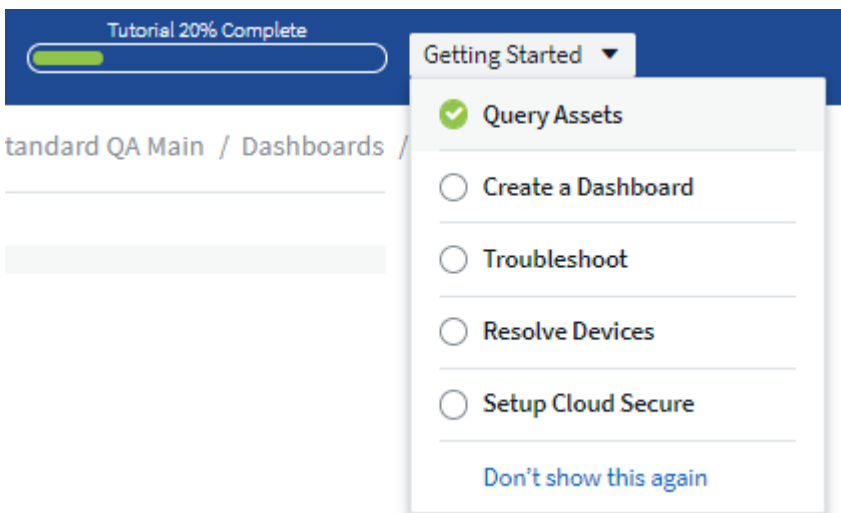 Tutorial 20% Complete
Getting Started
Query Assets
tandard QA Main / Dashboards /
Create a Dashboard
Troubleshoot
Resolve Devices
Setup Cloud Secure
Don't show this again